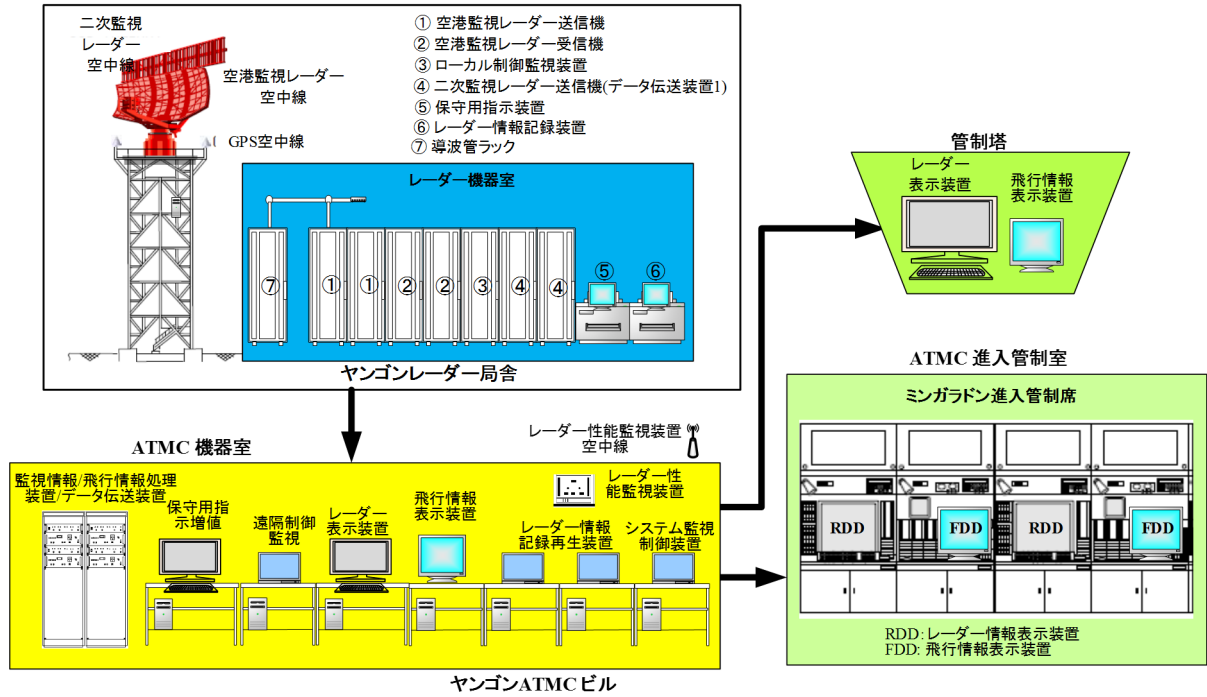 二次監視
レーダー
空中線
空港監視レーダー
空中線
GPS空中線
① 空港監視レーダー送信機
② 空港監視レーダー受信機
③ ローカル制御監視装置
④ 二次監視レーダー送信機(データ伝送装置1)
⑤ 保守用指示装置
⑥ レーダー情報記録装置
⑦ 導波管ラック
レーダー機器室
⑦ ① ① ② ② ③ ④ ④ ⑤ ⑥
ヤンゴンレーダー局舎
管制塔
レーダー
表示装置
飛行情報
表示装置
ATMC 進入管制室
ミンガラドン進入管制席
RDD FDD RDD FDD
RDD: レーダー情報表示装置
FDD: 飛行情報表示装置
ATMC 機器室
レーダー性能監視装置
空中線
監視情報/飛行情報処理
装置/データ伝送装置
保守用指
示増値
遠隔制御
監視
レーダー
表示装置
飛行情報
表示装置
レーダー性
能監視装置
レーダー情報
記録再生装置
システム監視
制御装置
ヤンゴンATMCビル